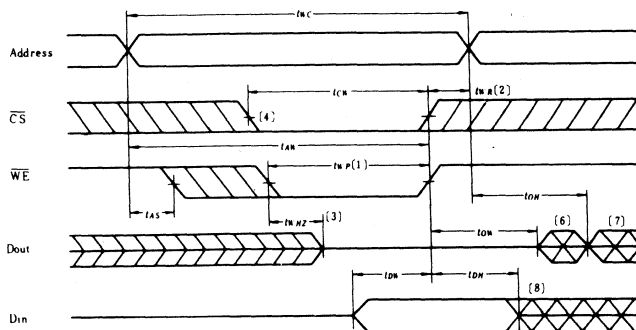 tWC
Address
tCW
tWR(2)
CS
(4)
tAW
WE
tWP(1)
tAS
tWHZ
(3)
tOH
Dout
tOW
(6)
(7)
tDW
tDH
(8)
Din